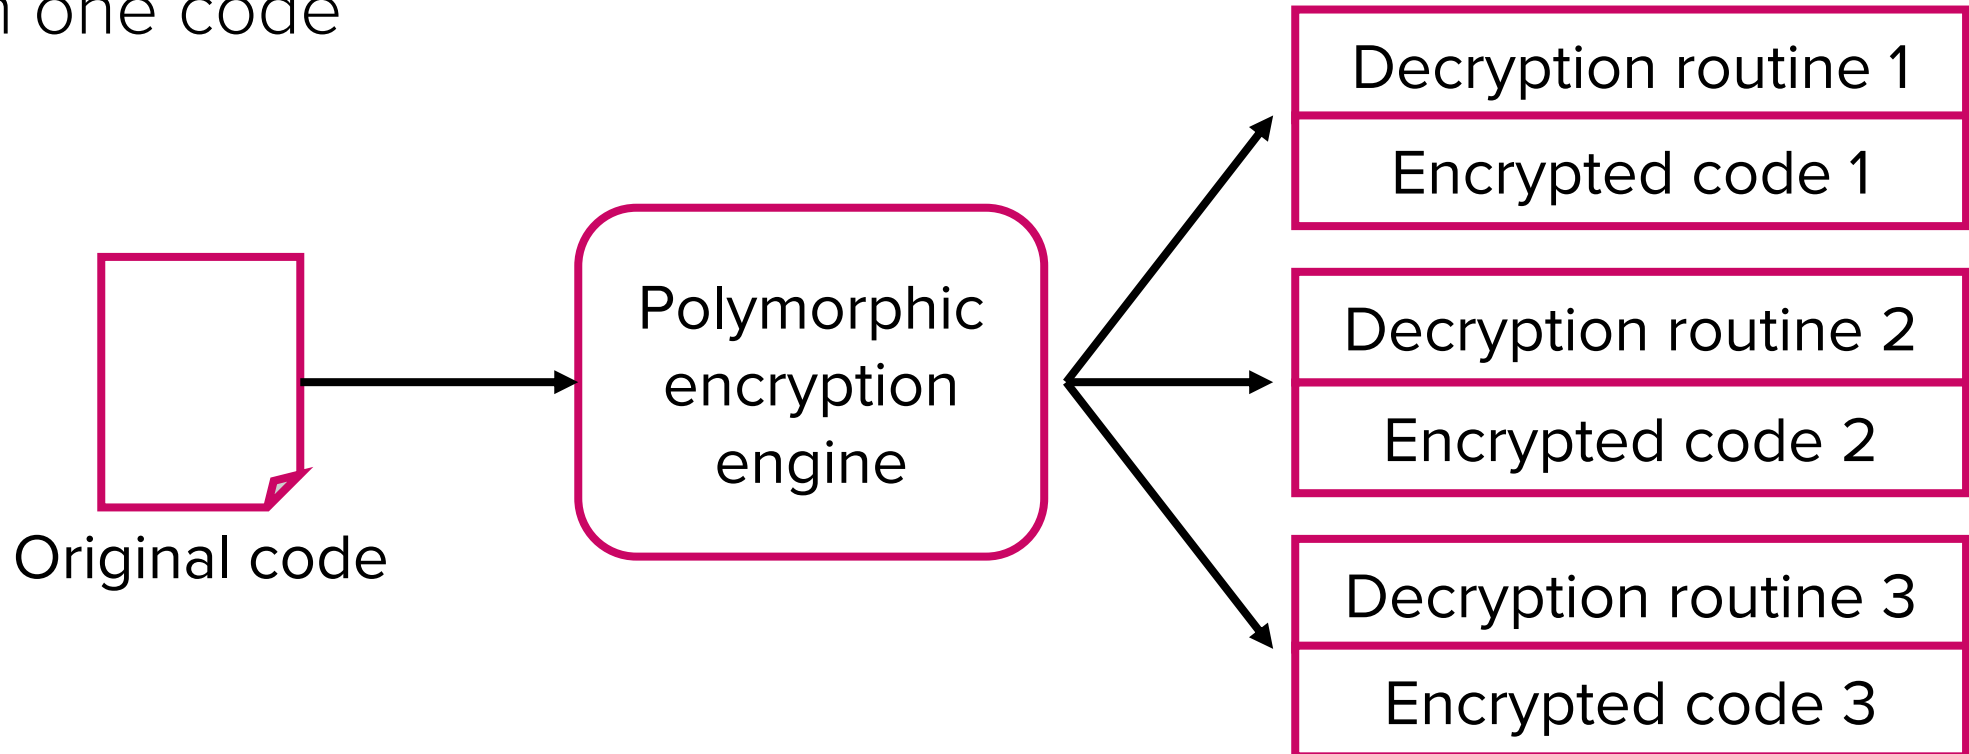 one code
Original code
Polymorphic
encryption
engine
Decryption routine 1
Encrypted code 1
Decryption routine 2
Encrypted code 2
Decryption routine 3
Encrypted code 3